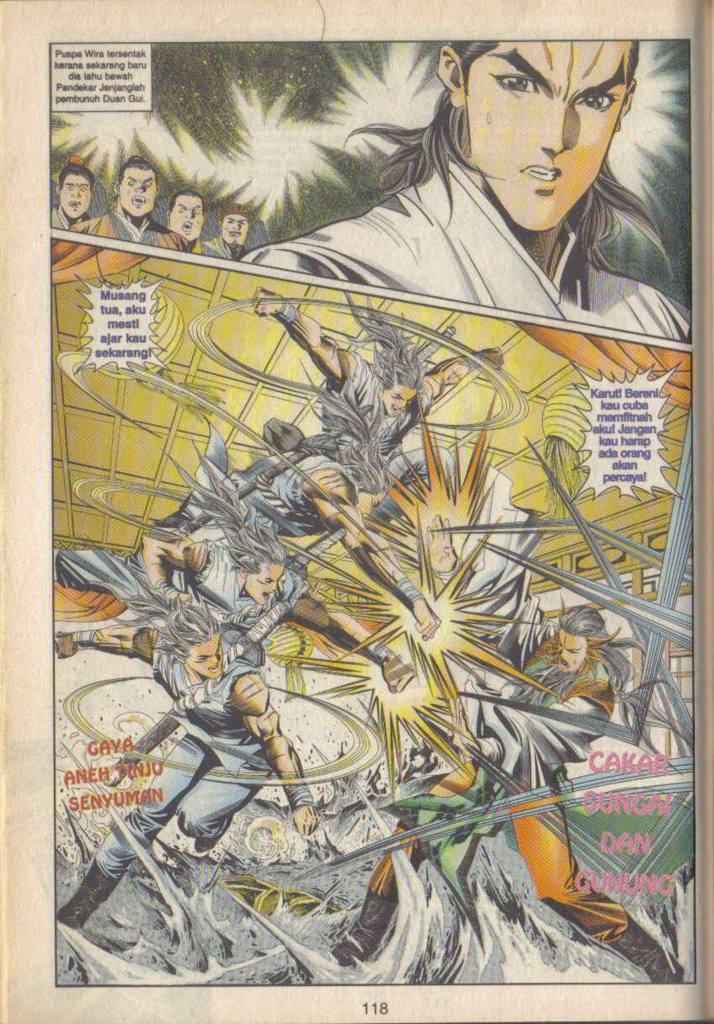 Puspa Wira tersentak
kerana sekarang baru
dia tahu bawah
Pendekar Jenjanglah
pembunuh Duan Gui.
Musang
tua, aku
mesti
ajar kau
sekarang!
Karut! Bereni
kau cuba
memfitnah
aku! Jangan
kau harap
ada orang
akan
percaya!
GAYA
ANEH TINJU
SENYUMAN
CAKAR
SUNGAI
DAN
GUNUNG
118